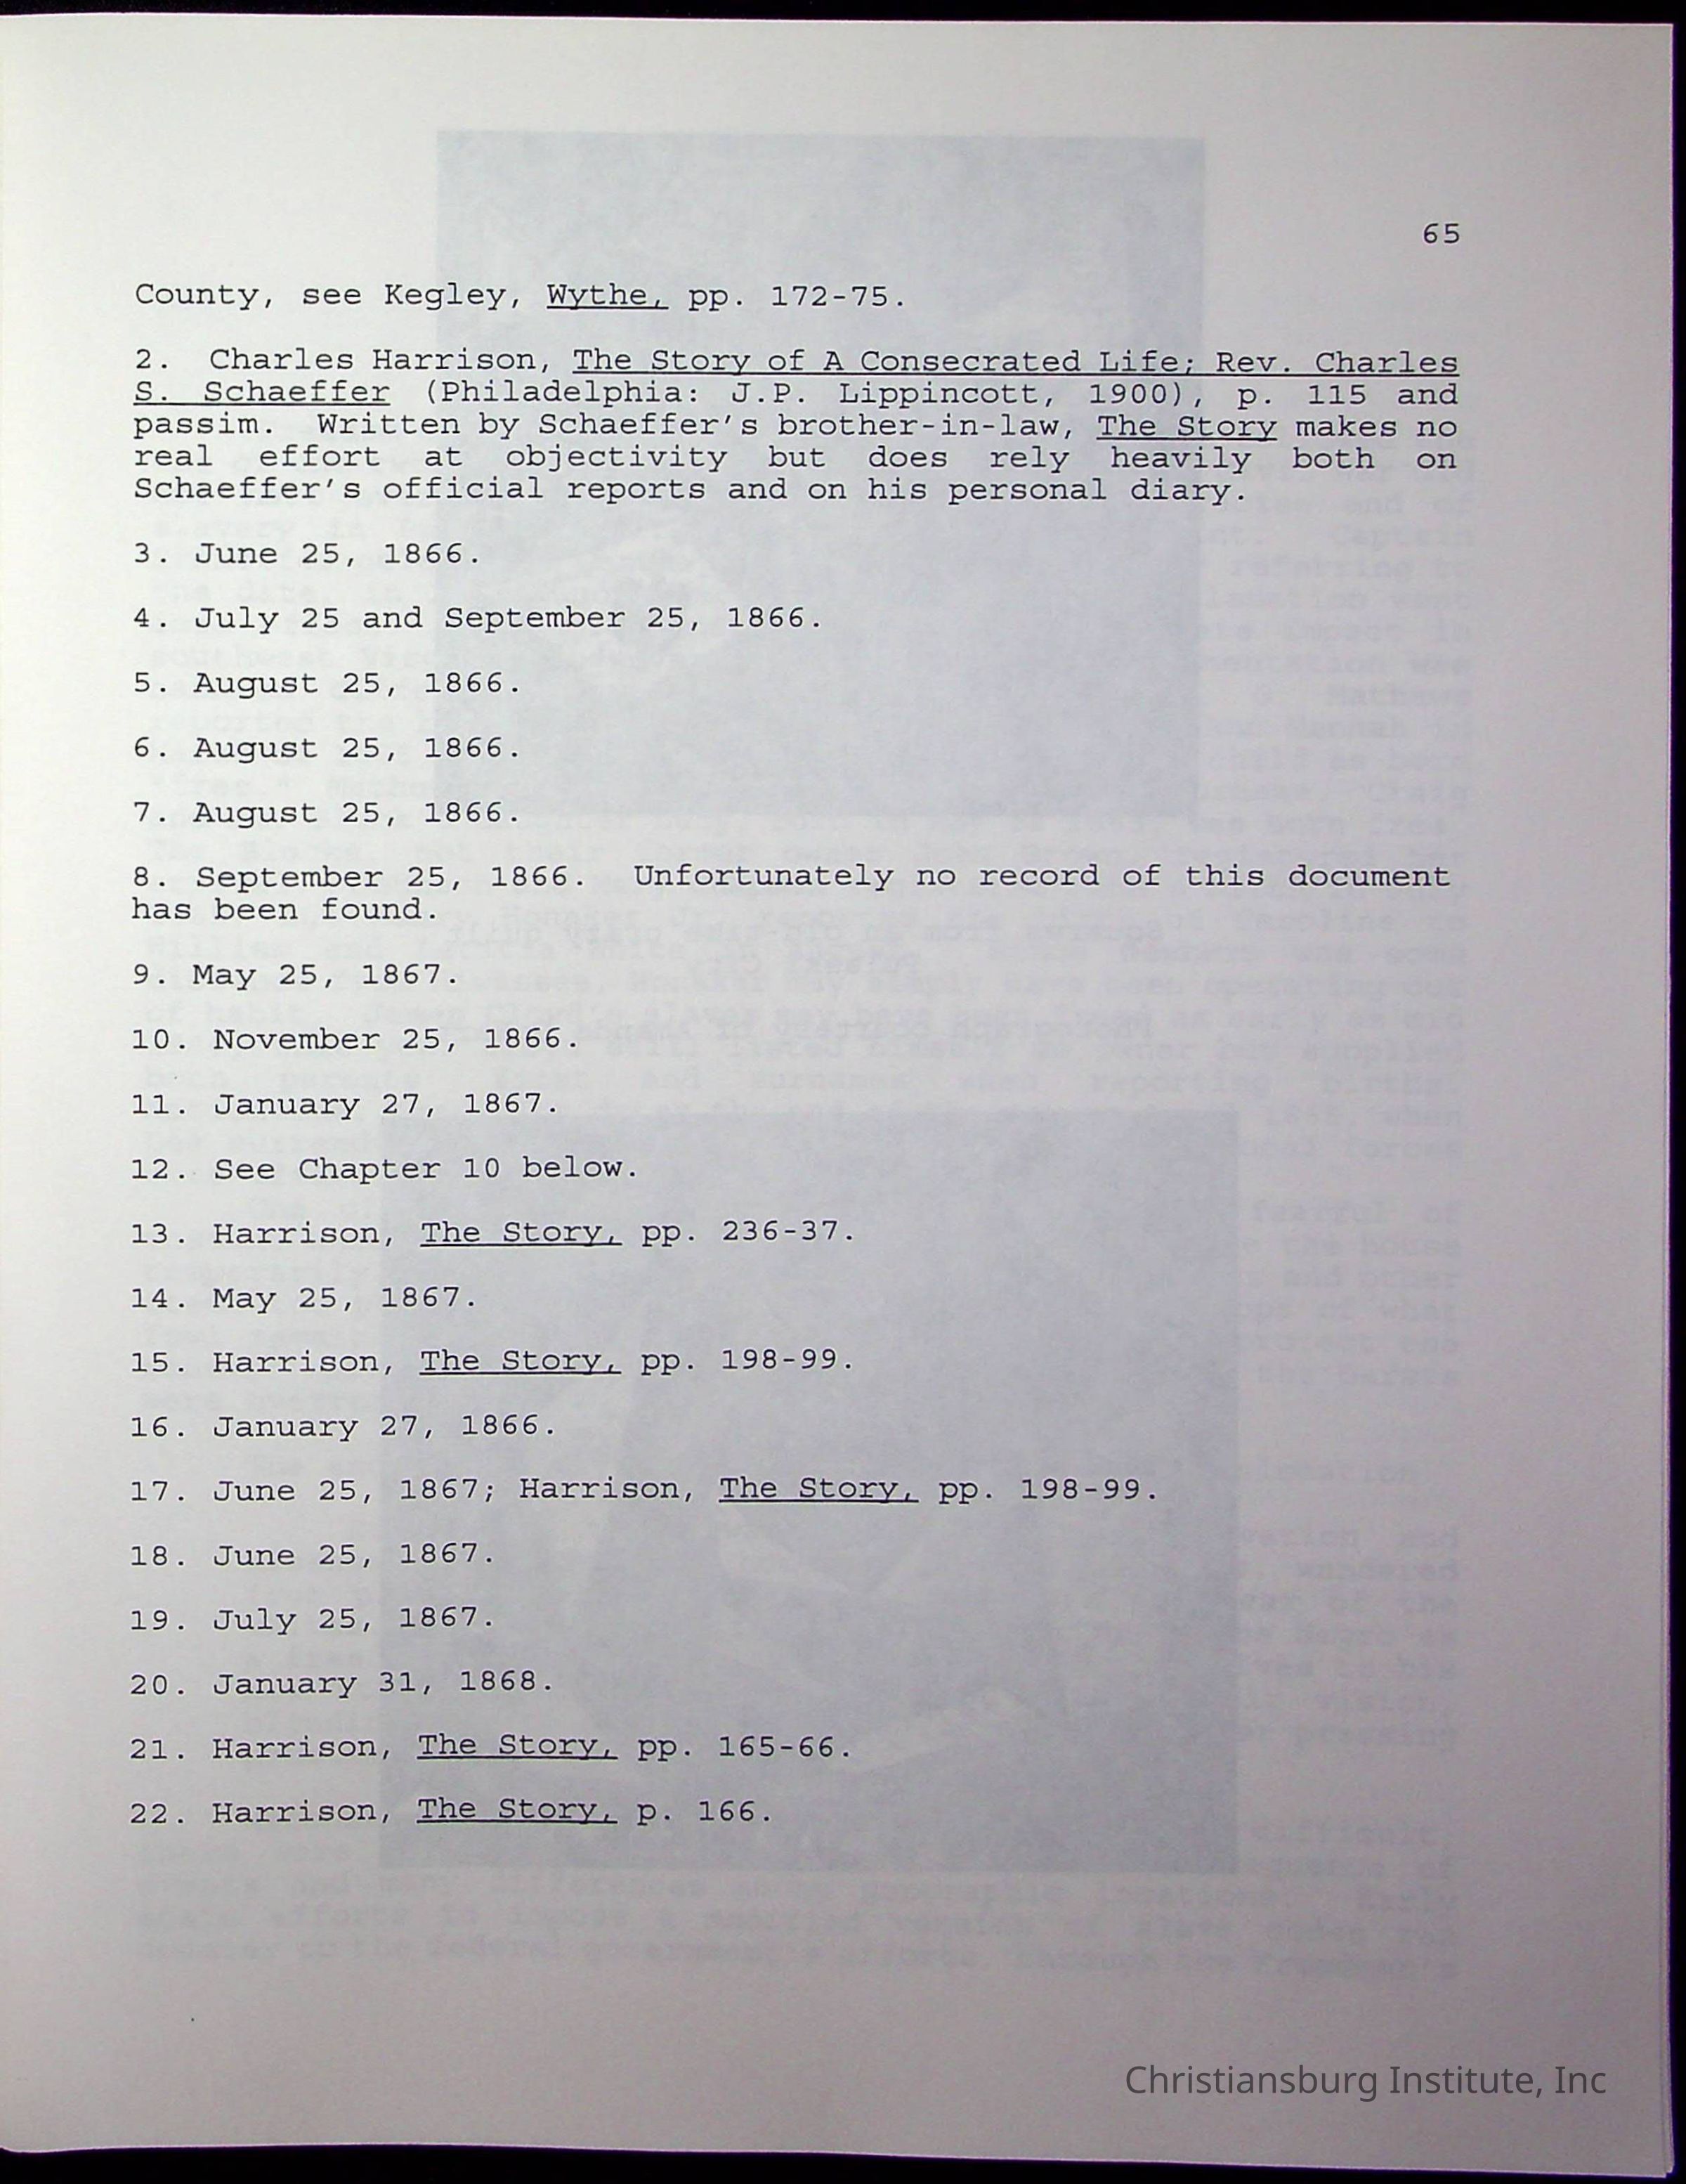 65
County, see Kegley, Wythe, pp. 172-75.
2. Charles Harrison, The Story of A Consecrated Life; Rev. Charles
S. Schaeffer (Philadelphia: J.P. Lippincott, 1900), p. 115 and
passim. Written by Schaeffer's brother-in-law, The Story makes no
real effort at objectivity but does rely heavily both on
Schaeffer's official reports and on his personal diary.
3. June 25, 1866.
4. July 25 and September 25, 1866.
5. August 25, 1866.
6. August 25, 1866.
7. August 25, 1866.
8. September 25, 1866. Unfortunately no record of this document
has been found.
9. May 25, 1867.
10. November 25, 1866.
11. January 27, 1867.
12. See Chapter 10 below.
13. Harrison, The Story, pp. 236-37.
14. May 25, 1867.
15. Harrison, The Story, pp. 198-99.
16. January 27, 1866.
17. June 25, 1867; Harrison, The Story, pp. 198-99.
18. June 25, 1867.
19. July 25, 1867.
20. January 31, 1868.
21. Harrison, The Story, pp. 165-66.
22. Harrison, The Story, p. 166.
Christiansburg Institute, Inc